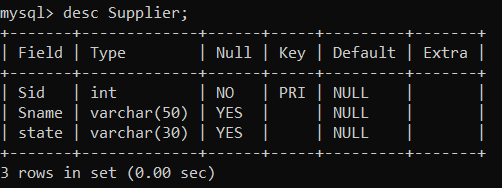 mysql> desc Supplier;
+-------+-------------+------+-----+---------+-------+
| Field | Type        | Null | Key | Default | Extra |
+-------+-------------+------+-----+---------+-------+
| Sid   | int         | NO   | PRI | NULL    |       |
| Sname | varchar(50) | YES  |     | NULL    |       |
| state | varchar(30) | YES  |     | NULL    |       |
+-------+-------------+------+-----+---------+-------+
3 rows in set (0.00 sec)